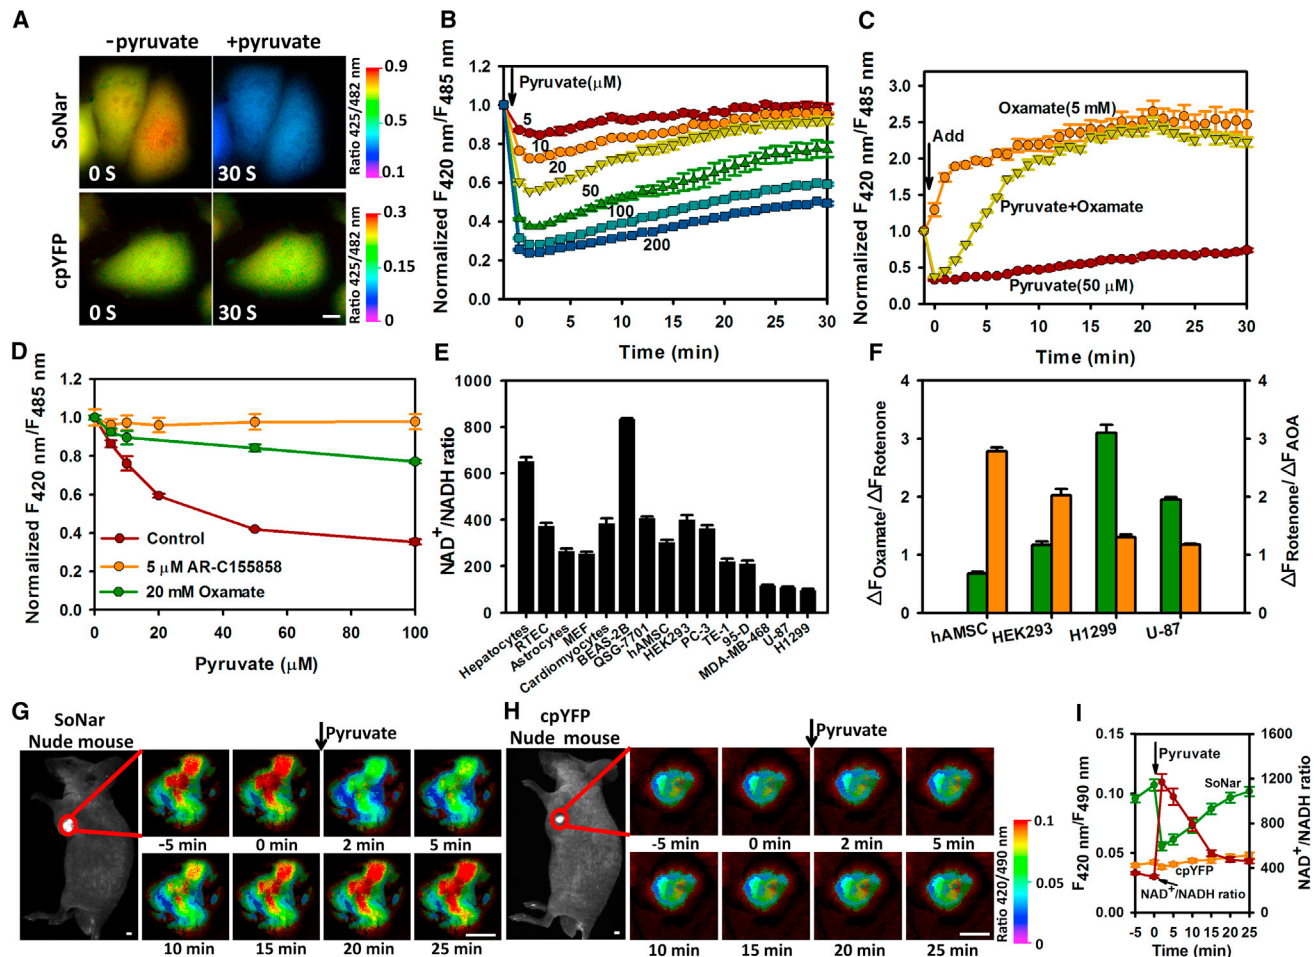 A
-pyruvate +pyruvate
SoNar
0 S
30 S
Ratio 425/482 nm
0.9
0.5
0.1
cpYFP
0 S
30 S
Ratio 425/482 nm
0.3
0.15
0
B
Normalized F420 nm/F485 nm
1.2
1.0
0.8
0.6
0.4
0.2
0.0
Pyruvate(μM)
5
10
20
50
100
200
0 5 10 15 20 25 30
Time (min)
C
Normalized F420 nm/F485 nm
3.0
2.5
2.0
1.5
1.0
0.5
0.0
Add
Oxamate(5 mM)
Pyruvate+Oxamate
Pyruvate(50 μM)
0 5 10 15 20 25 30
Time (min)
D
Normalized F420 nm/F485 nm
1.2
1.0
0.8
0.6
0.4
0.2
0.0
Control
5 μM AR-C155858
20 mM Oxamate
0 20 40 60 80 100
Pyruvate (μM)
E
NAD+/NADH ratio
1000
800
600
400
200
0
Hepatocytes
RTEC
Astrocytes
MEF
Cardiomyocytes
BEAS-2B
QSG-7701
hAMSC
HEK293
PC-3
TE-1
95-D
MDA-MB-468
U-87
H1299
F
ΔFOxamate/ΔFRotenone
4
3
2
1
0
hAMSC
HEK293
H1299
U-87
4
3
2
1
0
ΔFRotenone/ΔFAOA
G
SoNar
Nude mouse
Pyruvate
-5 min 0 min 2 min 5 min
10 min 15 min 20 min 25 min
H
cpYFP
Nude mouse
Pyruvate
-5 min 0 min 2 min 5 min
10 min 15 min 20 min 25 min
Ratio 420/490 nm
0.1
0.05
0
I
F420 nm/F490 nm
0.15
0.10
0.05
0.00
Pyruvate
SoNar
cpYFP
NAD+/NADH ratio
1600
1200
800
400
0
NAD+/NADH ratio
-5 0 5 10 15 20 25
Time (min)